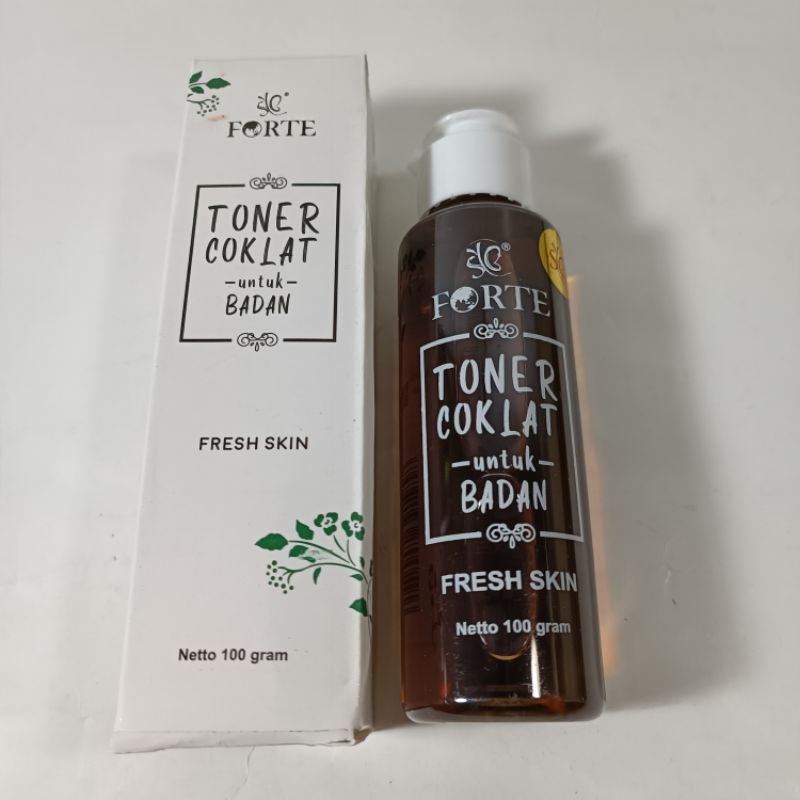 FORTE
TONER
COKLAT
untuk
BADAN
FRESH SKIN
Netto 100 gram
FORTE
TONER
COKLAT
untuk
BADAN
FRESH SKIN
Netto 100 gram